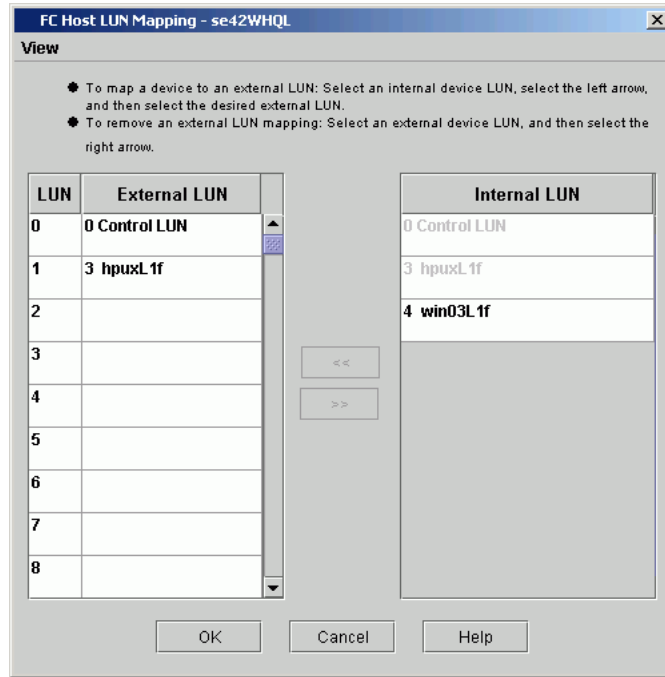 FC Host LUN Mapping - se42WHQL
View
To map a device to an external LUN: Select an internal device LUN, select the left arrow,
and then select the desired external LUN.
To remove an external LUN mapping: Select an external device LUN, and then select the
right arrow.
LUN External LUN Internal LUN
0 0 Control LUN 0 Control LUN
1 3 hpuxL1f 3 hpuxL1f
2 4 win03L1f
3
<<
4
>>
5
6
7
8
OK Cancel Help